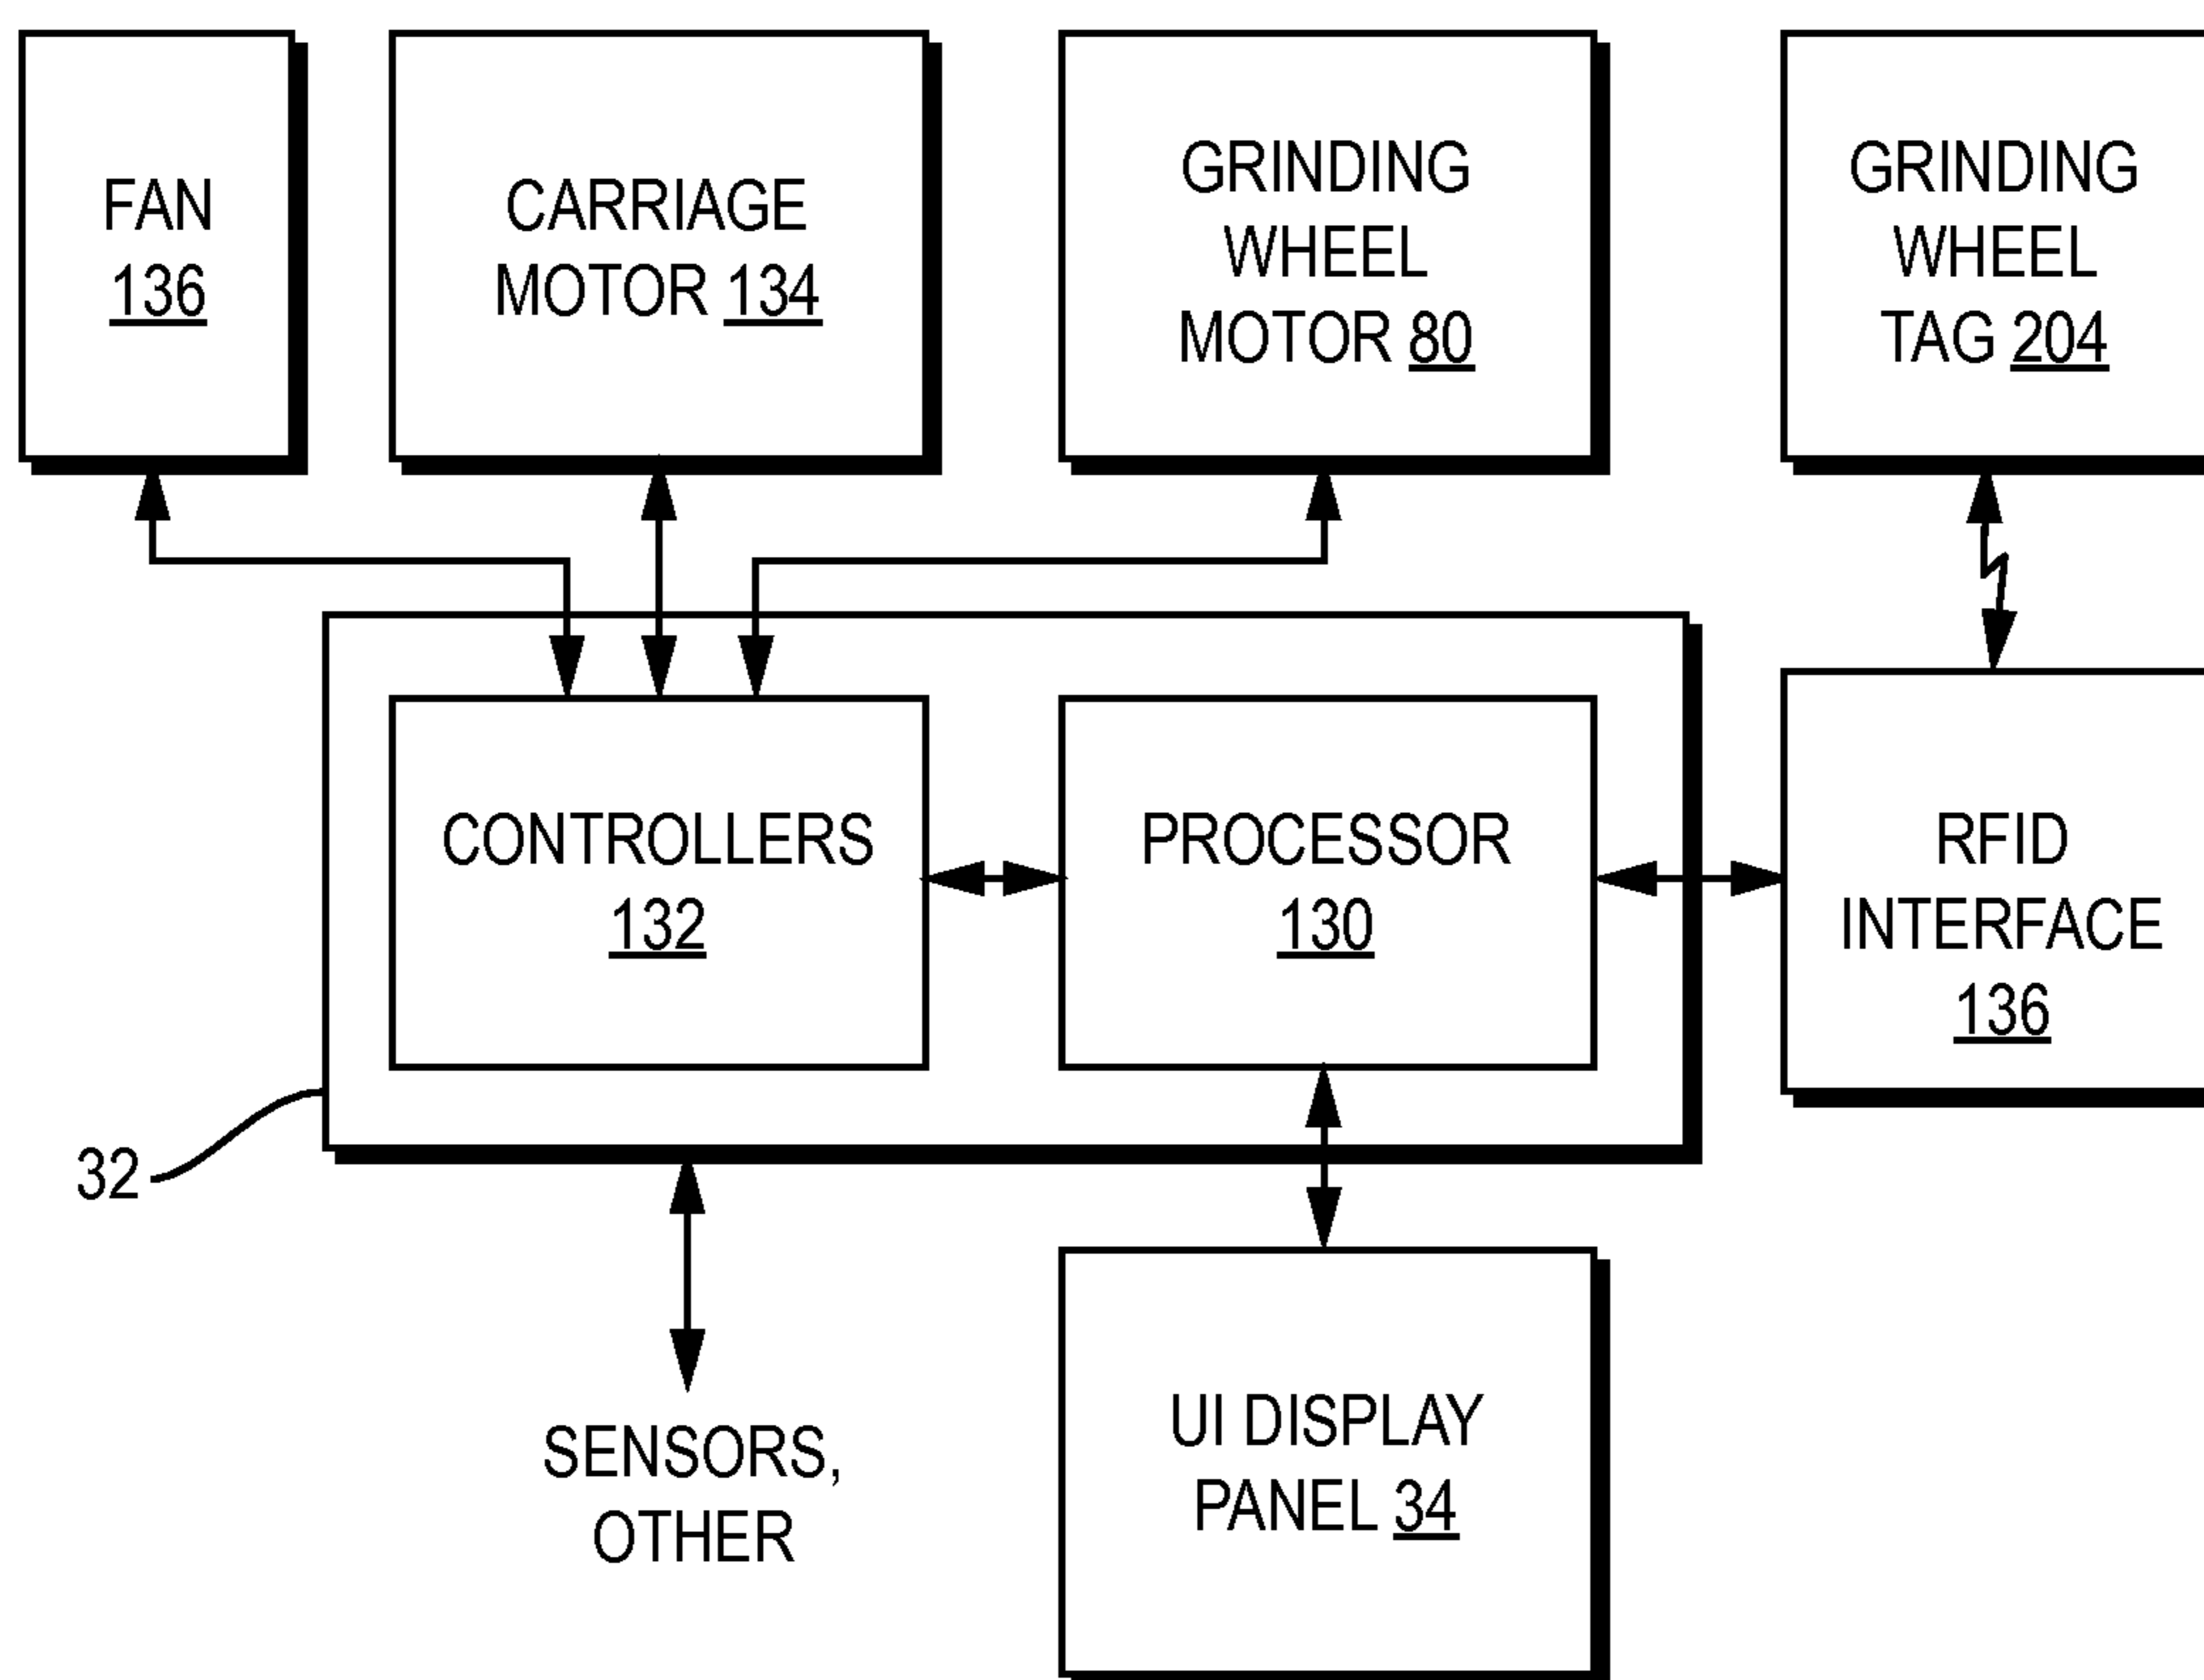 FAN
136
CARRIAGE
MOTOR 134
GRINDING
WHEEL
MOTOR 80
GRINDING
WHEEL
TAG 204
CONTROLLERS
132
PROCESSOR
130
RFID
INTERFACE
136
32
SENSORS,
OTHER
UI DISPLAY
PANEL 34